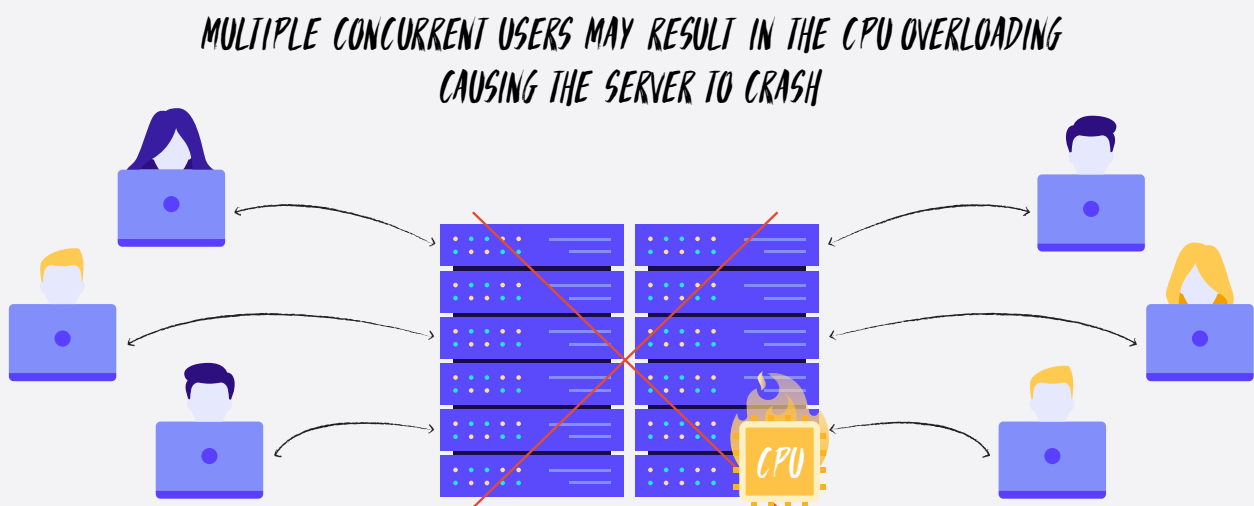 MULTIPLE CONCURRENT USERS MAY RESULT IN THE CPU OVERLOADING
CAUSING THE SERVER TO CRASH
CPU